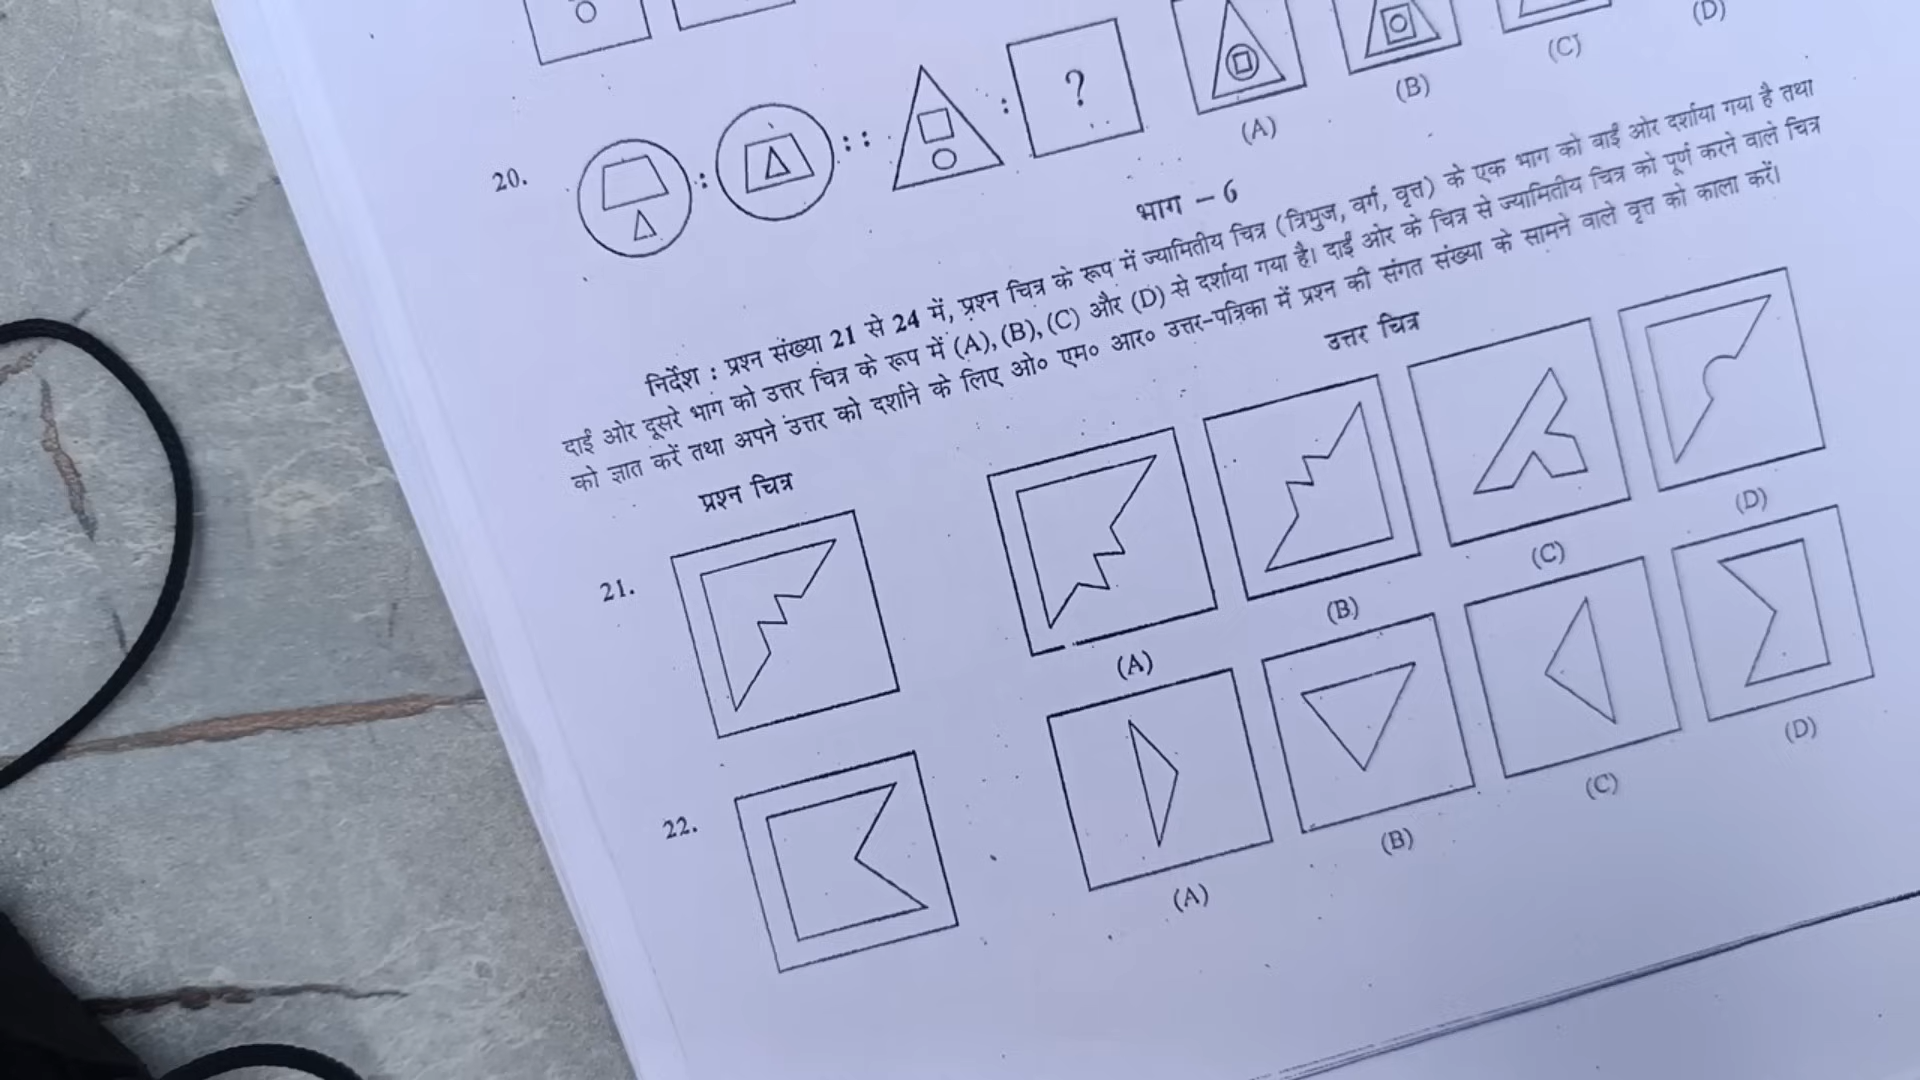 (D)
(C)
(B)
(A)
20.
:
: :
:
?
भाग – 6
निर्देश : प्रश्न संख्या 21 से 24 में, प्रश्न चित्र के रूप में ज्यामितीय चित्र (त्रिभुज, वर्ग, वृत्त) के एक भाग को बाईं ओर दर्शाया गया है तथा
दाईं ओर दूसरे भाग को उत्तर चित्र के रूप में (A), (B), (C) और (D) से दर्शाया गया है। दाईं ओर के चित्र से ज्यामितीय चित्र को पूर्ण करने वाले चित्र
को ज्ञात करें तथा अपने उत्तर को दर्शाने के लिए ओ० एम० आर० उत्तर-पत्रिका में प्रश्न की संगत संख्या के सामने वाले वृत्त को काला करें।
प्रश्न चित्र
उत्तर चित्र
21.
(A)
(B)
(C)
(D)
22.
(A)
(B)
(C)
(D)